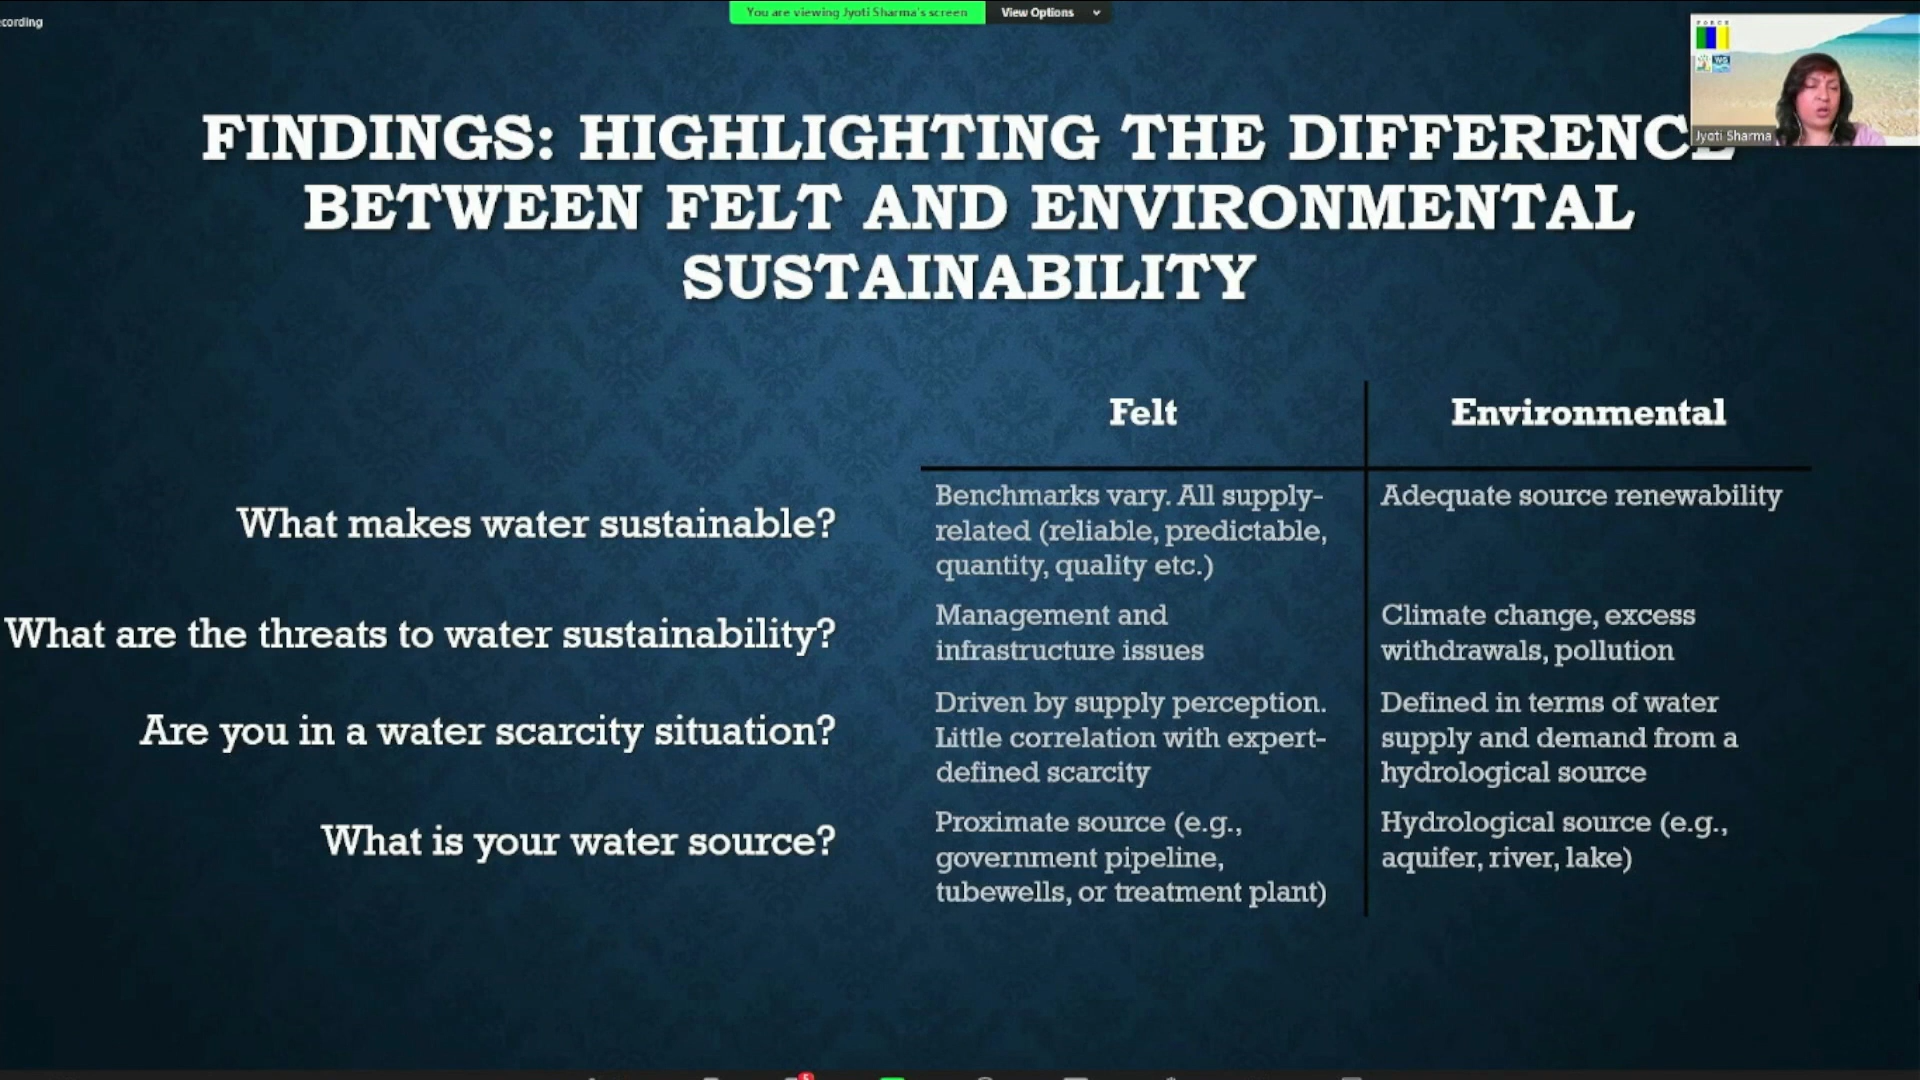 cording
You are viewing Jyoti Sharma's screen
View Options
FORCE
WS
Jyoti Sharma
FINDINGS: HIGHLIGHTING THE DIFFERENCE
BETWEEN FELT AND ENVIRONMENTAL
SUSTAINABILITY
Felt
Environmental
What makes water sustainable?
Benchmarks vary. All supply-
related (reliable, predictable,
quantity, quality etc.)
Adequate source renewability
What are the threats to water sustainability?
Management and
infrastructure issues
Climate change, excess
withdrawals, pollution
Are you in a water scarcity situation?
Driven by supply perception.
Little correlation with expert-
defined scarcity
Defined in terms of water
supply and demand from a
hydrological source
What is your water source?
Proximate source (e.g.,
government pipeline,
tubewells, or treatment plant)
Hydrological source (e.g.,
aquifer, river, lake)
5